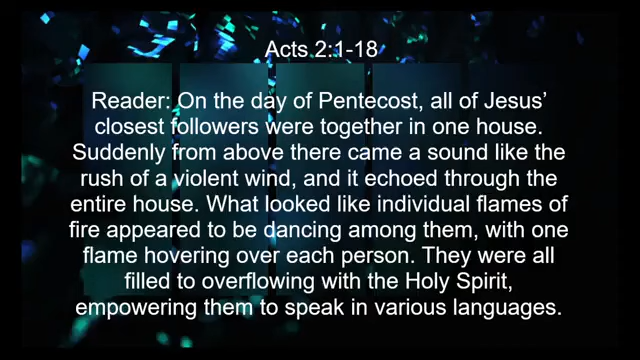 Acts 2:1-18
Reader: On the day of Pentecost, all of Jesus’
closest followers were together in one house.
Suddenly from above there came a sound like the
rush of a violent wind, and it echoed through the
entire house. What looked like individual flames of
fire appeared to be dancing among them, with one
flame hovering over each person. They were all
filled to overflowing with the Holy Spirit,
empowering them to speak in various languages.